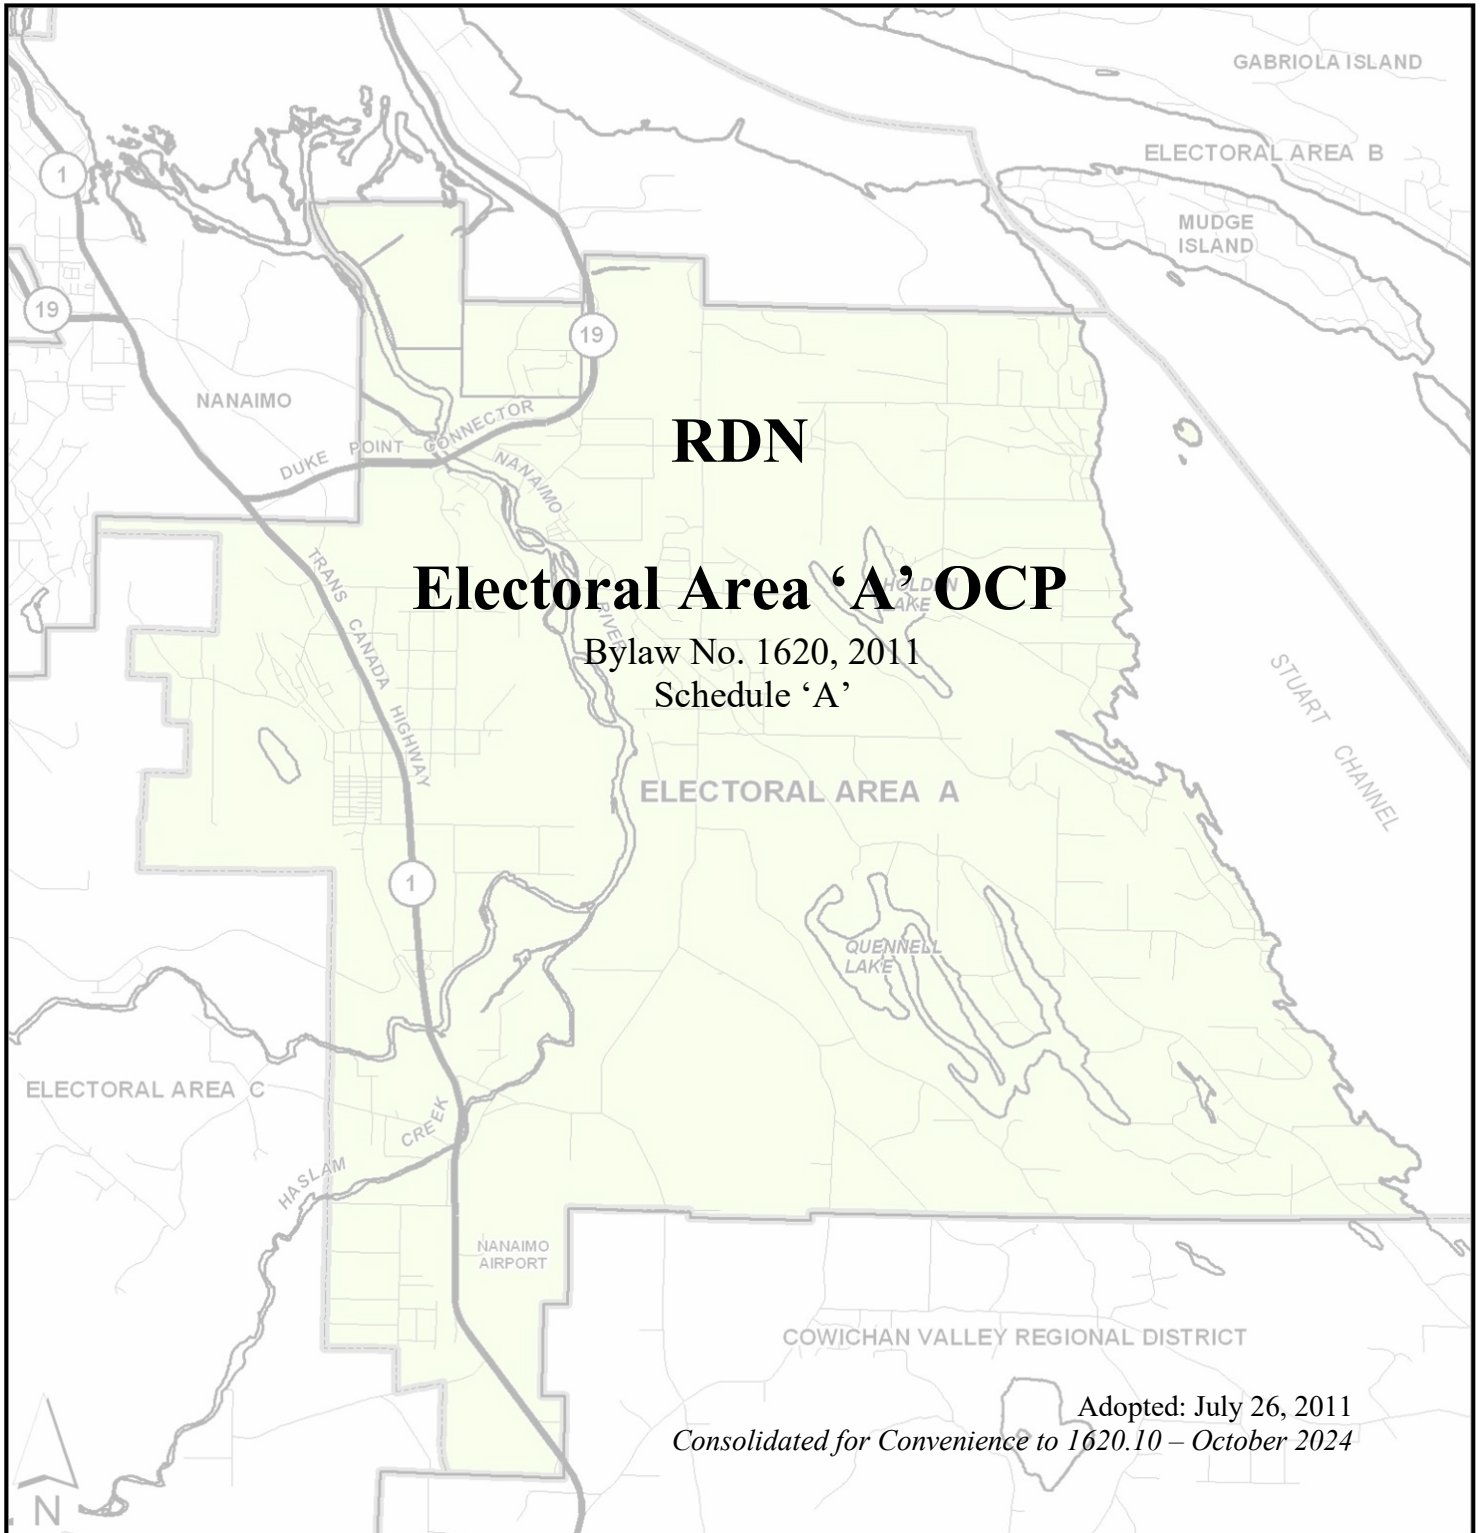 GABRIOLA ISLAND
ELECTORAL AREA B
1
MUDGE
ISLAND
19
19
NANAIMO
DUKE POINT CONNECTOR
RDN
NANAIMO RIVER
Electoral Area ‘A’ OCP
HOLDEN
LAKE
TRANS CANADA HIGHWAY
Bylaw No. 1620, 2011
Schedule ‘A’
STUART CHANNEL
ELECTORAL AREA A
1
QUENNELL
LAKE
ELECTORAL AREA C
HASLAM CREEK
NANAIMO
AIRPORT
COWICHAN VALLEY REGIONAL DISTRICT
Adopted: July 26, 2011
Consolidated for Convenience to 1620.10 – October 2024
N